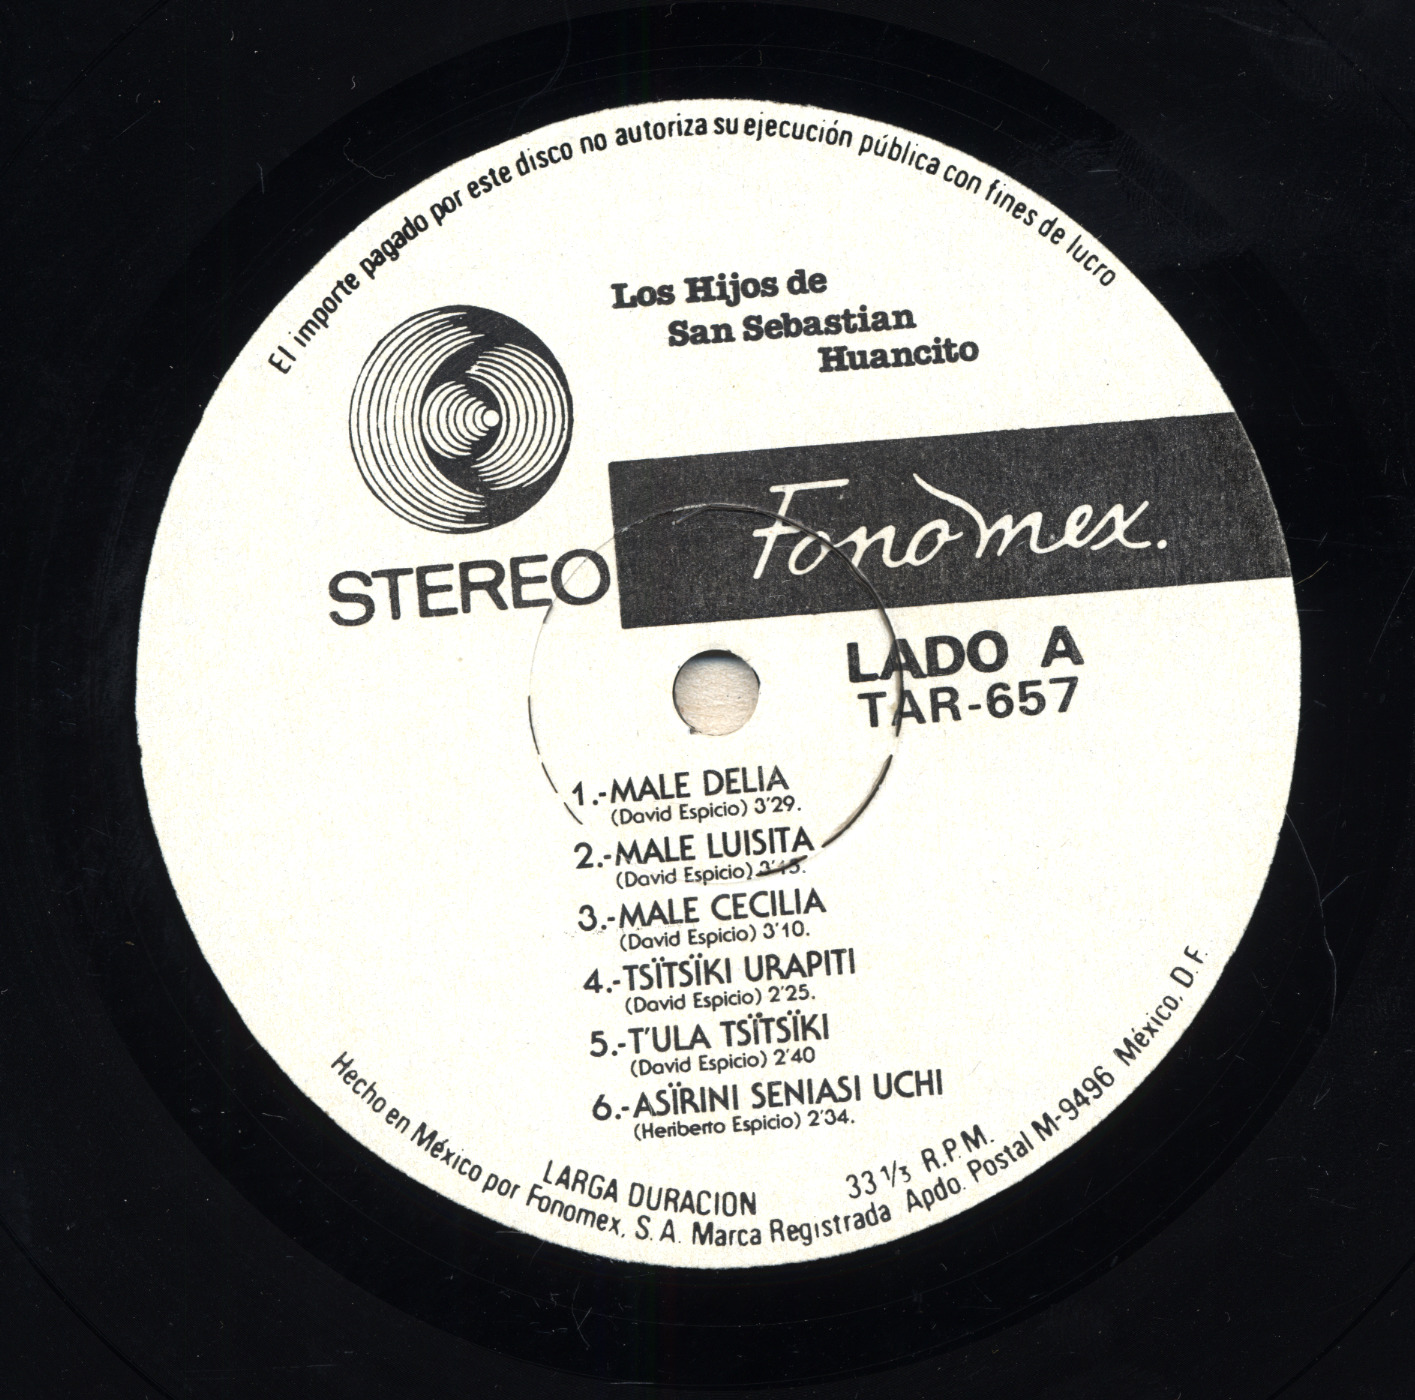 El importe pagado por este disco no autoriza su ejecución pública con fines de lucro
Los Hijos de
San Sebastian
Huancito
STEREO
Fonòmex.
LADO A
TAR-657
1.-MALE DELIA
(David Espicio) 3'29.
2.-MALE LUISITA
(David Espicio)
3.-MALE CECILIA
(David Espicio) 3'10.
4.-TSÏTSÏKI URAPITI
(David Espicio) 2'25.
5.-T'ULA TSÏTSÏKI
(David Espicio) 2'40
6.-ASÏRINI SENIASI UCHI
(Heriberto Espicio) 2'34.
LARGA DURACION
33 1/3 R.P.M.
Hecho en México por Fonomex, S.A. Marca Registrada Apdo. Postal M-9496 México, D.F.